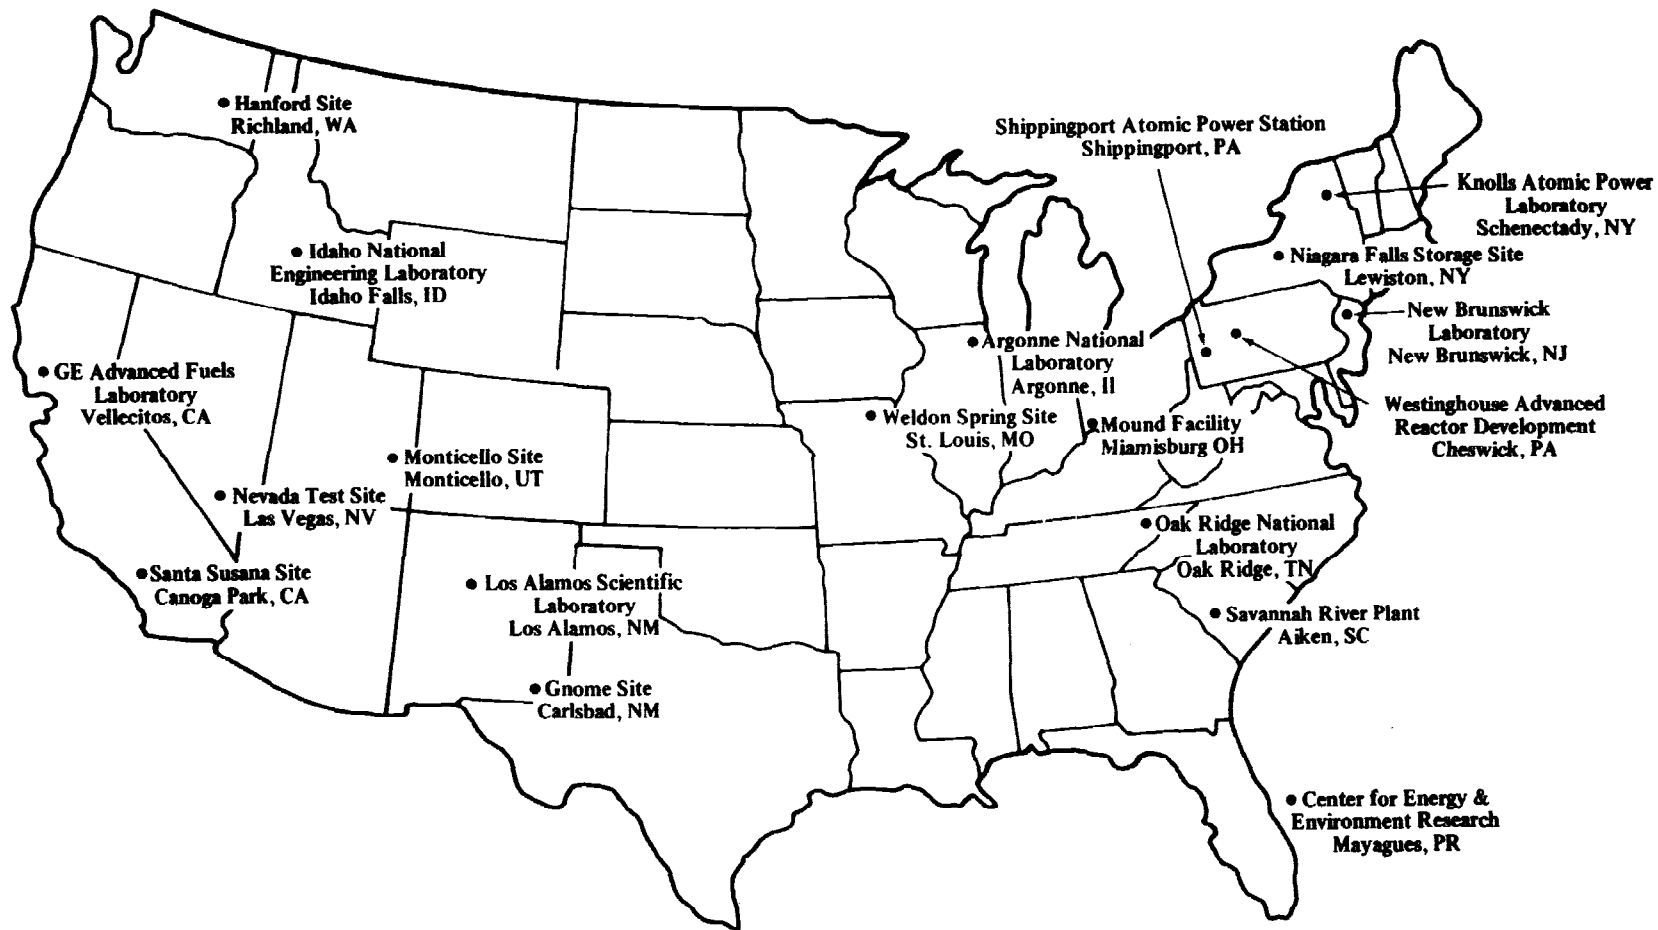 Hanford Site
Richland, WA
Shippingport Atomic Power Station
Shippingport, PA
Knolls Atomic Power
Laboratory
Schenectady, NY
Idaho National
Engineering Laboratory
Idaho Falls, ID
Niagara Falls Storage Site
Lewiston, NY
New Brunswick
Laboratory
New Brunswick, NJ
Argonne National
Laboratory
Argonne, Il
GE Advanced Fuels
Laboratory
Vellecitos, CA
Weldon Spring Site
St. Louis, MO
Mound Facility
Miamisburg OH
Westinghouse Advanced
Reactor Development
Cheswick, PA
Monticello Site
Monticello, UT
Nevada Test Site
Las Vegas, NV
Oak Ridge National
Laboratory
Oak Ridge, TN
Santa Susana Site
Canoga Park, CA
Los Alamos Scientific
Laboratory
Los Alamos, NM
Savannah River Plant
Aiken, SC
Gnome Site
Carlsbad, NM
Center for Energy &
Environment Research
Mayagues, PR